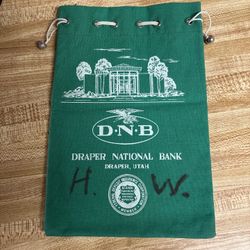 D·N·B
DRAPER NATIONAL BANK
DRAPER, UTAH
H. W.